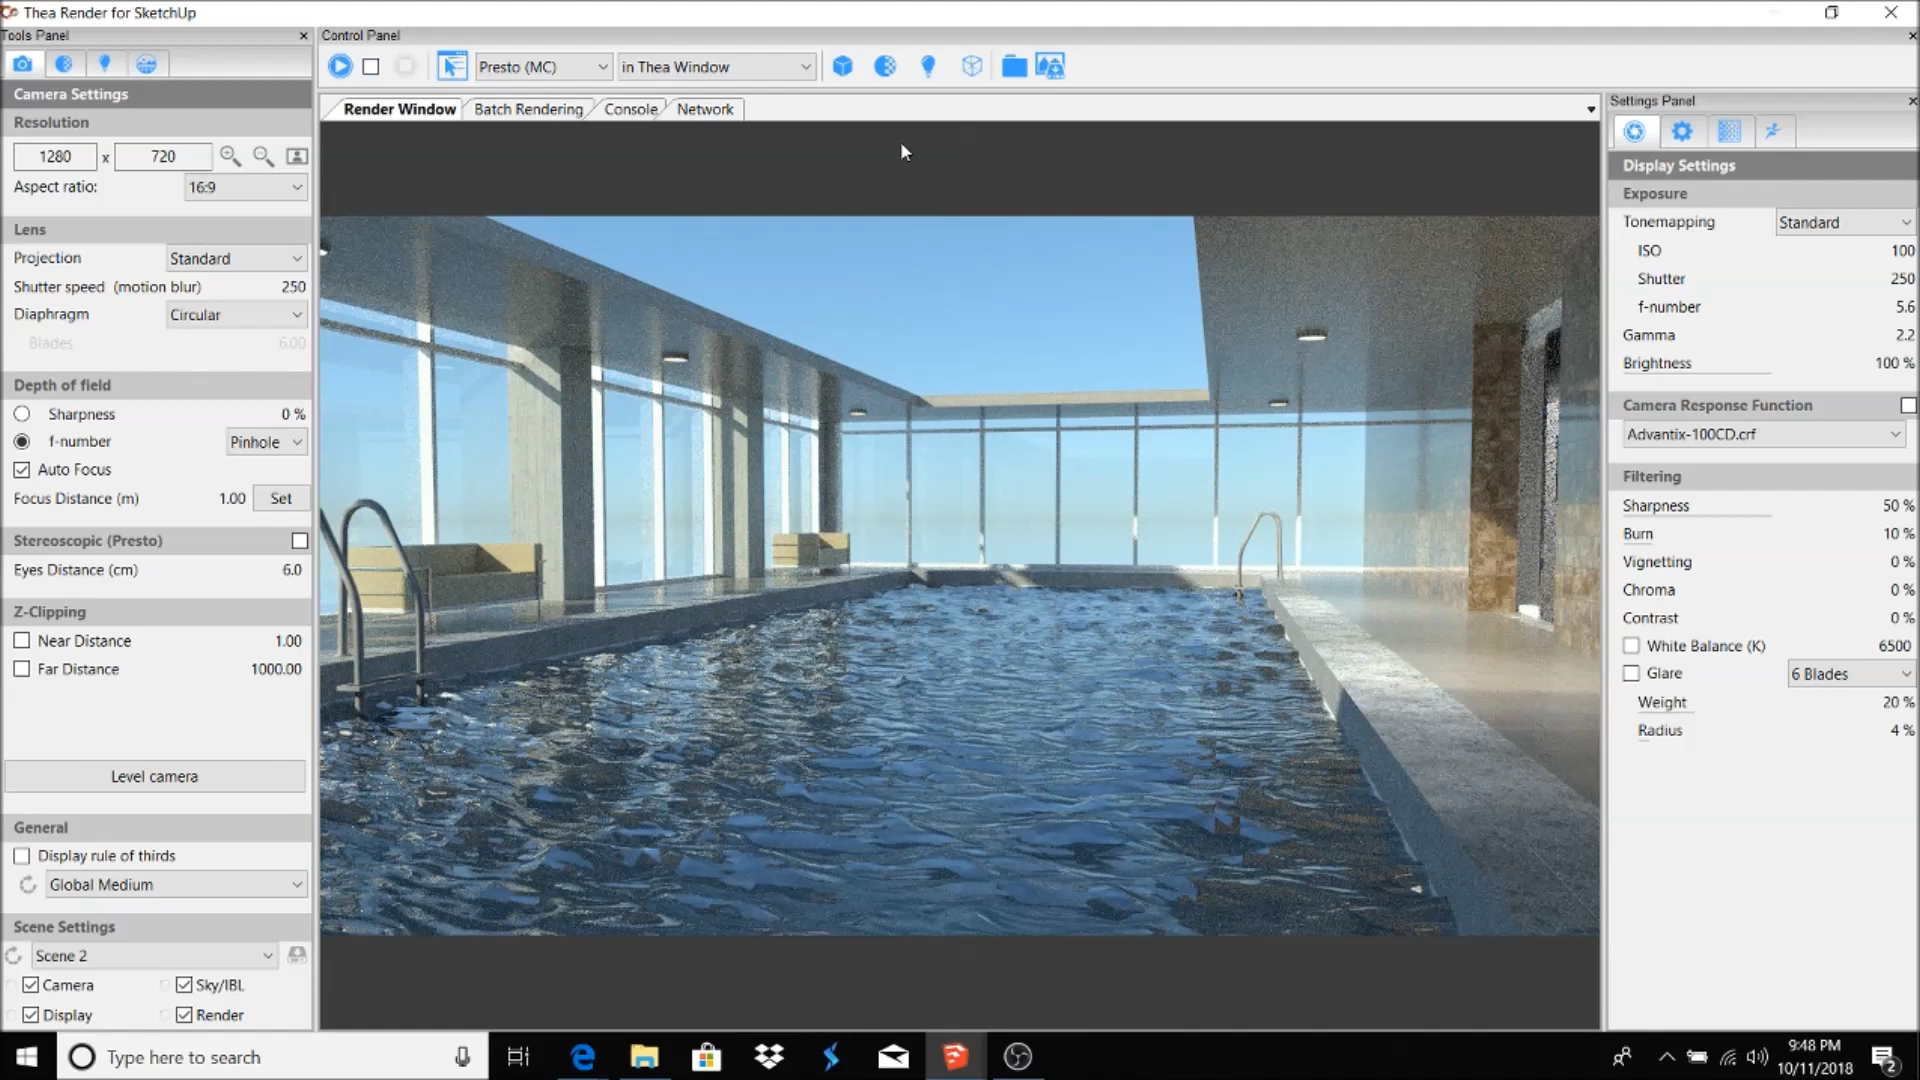 Thea Render for SketchUp
Tools Panel
Control Panel
Presto (MC)
in Thea Window
Camera Settings
Resolution
1280 x 720
Aspect ratio: 16:9
Lens
Projection Standard
Shutter speed (motion blur) 250
Diaphragm Circular
Blades 6.00
Depth of field
Sharpness 0 %
f-number Pinhole
Auto Focus
Focus Distance (m) 1.00 Set
Stereoscopic (Presto)
Eyes Distance (cm) 6.0
Z-Clipping
Near Distance 1.00
Far Distance 1000.00
Level camera
General
Display rule of thirds
Global Medium
Scene Settings
Scene 2
Camera Sky/IBL
Display Render
Render Window Batch Rendering Console Network
Settings Panel
Display Settings
Exposure
Tonemapping Standard
ISO 100
Shutter 250
f-number 5.6
Gamma 2.2
Brightness 100 %
Camera Response Function
Advantix-100CD.crf
Filtering
Sharpness 50 %
Burn 10 %
Vignetting 0 %
Chroma 0 %
Contrast 0 %
White Balance (K) 6500
Glare 6 Blades
Weight 20 %
Radius 4 %
Type here to search
9:48 PM
10/11/2018
2